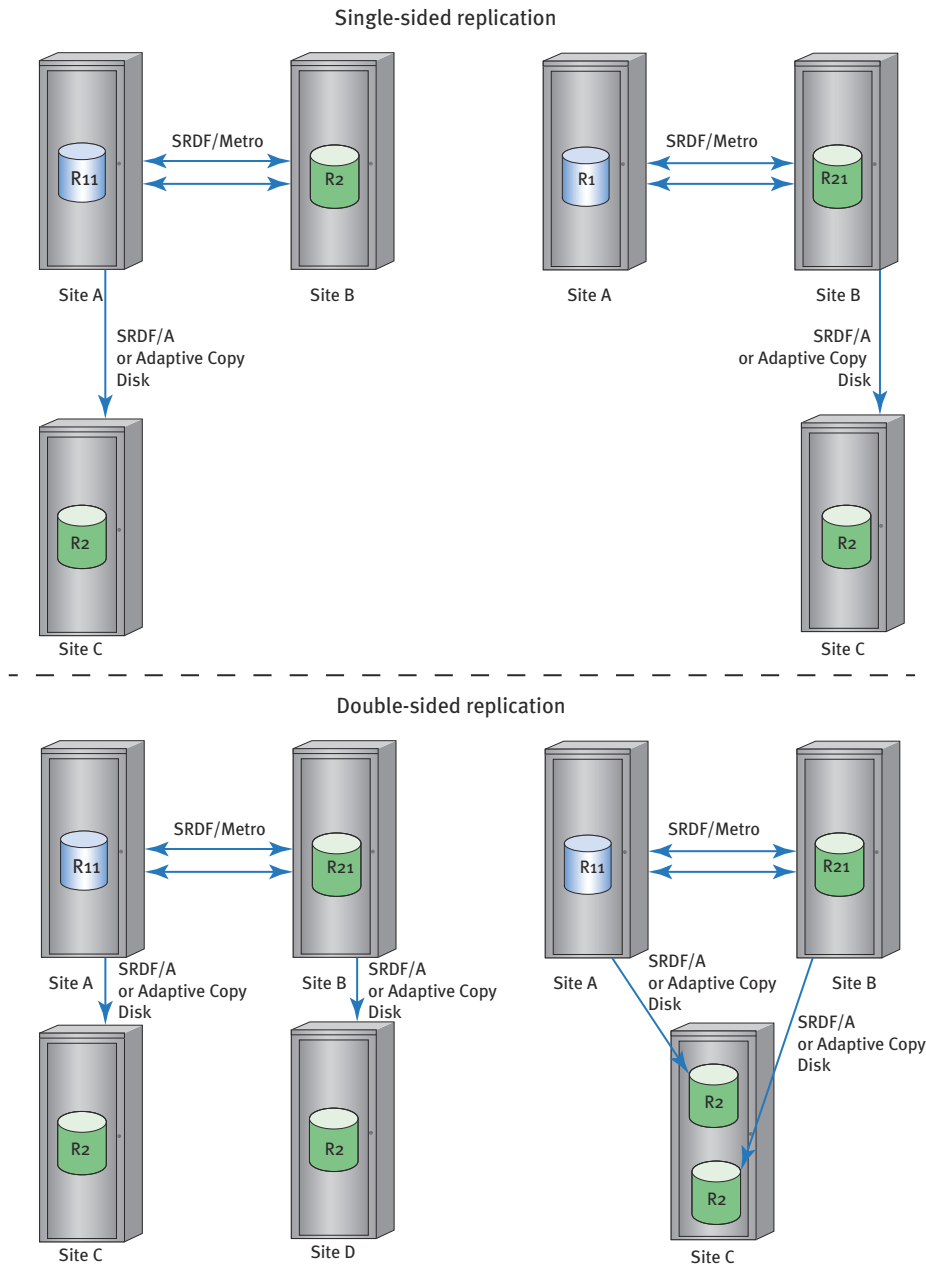 Single-sided replication
SRDF/Metro
R11
R2
Site A
Site B
SRDF/A
or Adaptive Copy
Disk
R2
Site C
SRDF/Metro
R1
R21
Site A
Site B
SRDF/A
or Adaptive Copy
Disk
R2
Site C
Double-sided replication
SRDF/Metro
R11
R21
Site A
SRDF/A
or Adaptive Copy
Disk
Site B
SRDF/A
or Adaptive Copy
Disk
R2
R2
Site C
Site D
SRDF/Metro
R11
R21
Site A
SRDF/A
or Adaptive Copy
Disk
Site B
SRDF/A
or Adaptive Copy
Disk
R2
R2
Site C